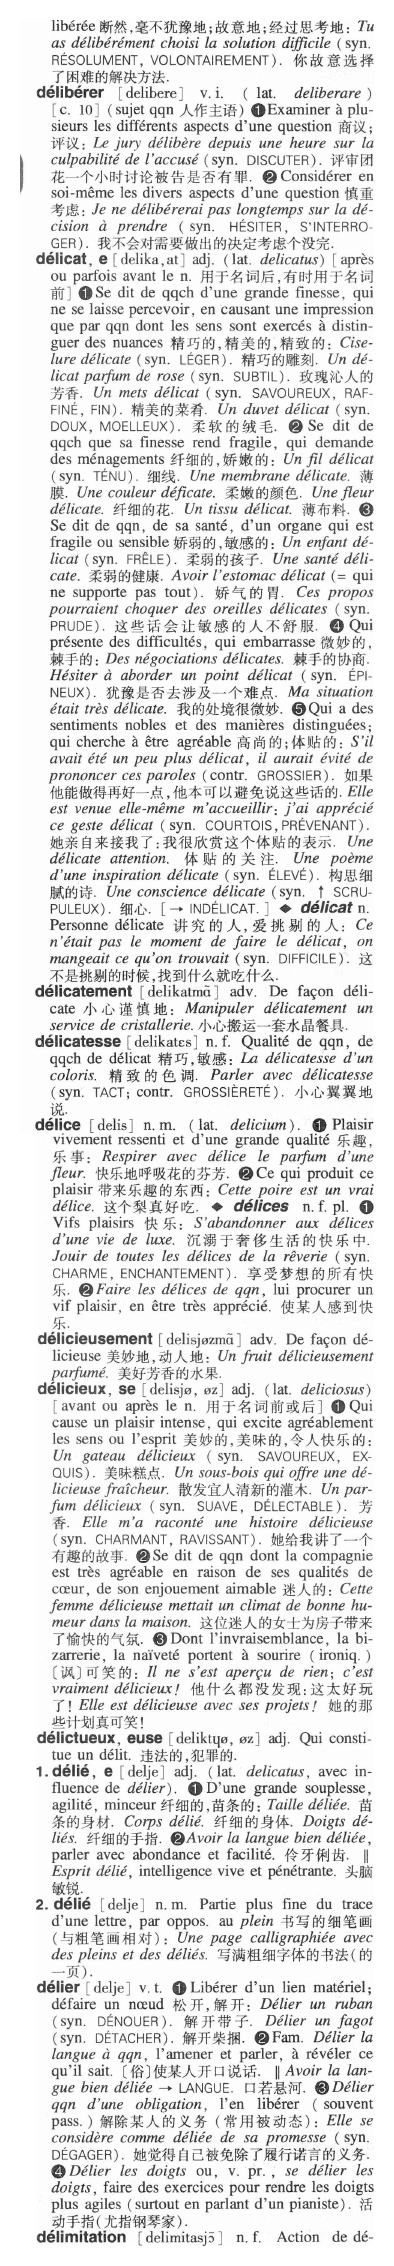 libérée 断然,毫不犹豫地;故意地;经过思考地: Tu
as délibérément choisi la solution difficile (syn.
RÉSOLUMENT, VOLONTAIREMENT). 你故意选择
了困难的解决方法.
délibérer [delibere] v. i. ( lat. deliberare )
[c. 10] (sujet qqn 人作主语) ❶Examiner à plu-
sieurs les différents aspects d'une question 商议;
评议: Le jury délibère depuis une heure sur la
culpabilité de l'accusé (syn. DISCUTER). 评审团
花一个小时讨论被告是否有罪. ❷Considérer en
soi-même les divers aspects d'une question 慎重
考虑: Je ne délibérerai pas longtemps sur la dé-
cision à prendre ( syn. HÉSITER, S'INTERRO-
GER). 我不会对需要做出的决定考虑个没完.
délicat, e [delika,at] adj. (lat. delicatus) [après
ou parfois avant le n. 用于名词后,有时用于名词
前] ❶Se dit de qqch d'une grande finesse, qui
ne se laisse percevoir, en causant une impression
que par qqn dont les sens sont exercés à distin-
guer des nuances 精巧的,精美的,精致的: Cise-
lure délicate (syn. LÉGER). 精巧的雕刻. Un dé-
licat parfum de rose (syn. SUBTIL). 玫瑰沁人的
芳香. Un mets délicat (syn. SAVOUREUX, RAF-
FINÉ, FIN). 精美的菜肴. Un duvet délicat (syn.
DOUX, MOELLEUX). 柔软的绒毛. ❷ Se dit de
qqch que sa finesse rend fragile, qui demande
des ménagements 纤细的,娇嫩的: Un fil délicat
(syn. TÉNU). 细线. Une membrane délicate. 薄
膜. Une couleur déficate. 柔嫩的颜色. Une fleur
délicate. 纤细的花. Un tissu délicat. 薄布料. ❸
Se dit de qqn, de sa santé, d'un organe qui est
fragile ou sensible 娇弱的,敏感的: Un enfant dé-
licat (syn. FRÊLE). 柔弱的孩子. Une santé déli-
cate. 柔弱的健康. Avoir l'estomac délicat (= qui
ne supporte pas tout). 娇气的胃. Ces propos
pourraient choquer des oreilles délicates (syn.
PRUDE). 这些话会让敏感的人不舒服. ❹ Qui
présente des difficultés, qui embarrasse 微妙的,
棘手的: Des négociations délicates. 棘手的协商.
Hésiter à aborder un point délicat (syn. ÉPI-
NEUX). 犹豫是否去涉及一个难点. Ma situation
était très délicate. 我的处境很微妙. ❺Qui a des
sentiments nobles et des manières distinguées;
qui cherche à être agréable 高尚的;体贴的: S'il
avait été un peu plus délicat, il aurait évité de
prononcer ces paroles (contr. GROSSIER). 如果
他能做得再好一点,他本可以避免说这些话的. Elle
est venue elle-même m'accueillir; j'ai apprécié
ce geste délicat ( syn. COURTOIS,PRÉVENANT).
她亲自来接我了;我很欣赏这个体贴的表示. Une
délicate attention. 体贴的关注. Une poème
d'une inspiration délicate (syn. ÉLEVÉ). 构思细
腻的诗. Une conscience délicate (syn. ↑ SCRU-
PULEUX). 细心. [→ INDÉLICAT.] ◆ délicat n.
Personne délicate 讲究的人,爱挑剔的人: Ce
n'était pas le moment de faire le délicat, on
mangeait ce qu'on trouvait (syn. DIFFICILE). 这
不是挑剔的时候,找到什么就吃什么.
délicatement [delikatmɑ̃] adv. De façon déli-
cate 小心谨慎地: Manipuler délicatement un
service de cristallerie. 小心搬运一套水晶餐具.
délicatesse [delikatɛs] n. f. Qualité de qqn, de
qqch de délicat 精巧,敏感: La délicatesse d'un
coloris. 精致的色调. Parler avec délicatesse
(syn. TACT; contr. GROSSIÈRETÉ). 小心翼翼地
说.
délice [delis] n. m. ( lat. delicium). ❶ Plaisir
vivement ressenti et d'une grande qualité 乐趣,
乐事: Respirer avec délice le parfum d'une
fleur. 快乐地呼吸花的芬芳. ❷Ce qui produit ce
plaisir 带来乐趣的东西: Cette poire est un vrai
délice. 这个梨真好吃. ◆ délices n. f. pl. ❶
Vifs plaisirs 快乐: S'abandonner aux délices
d'une vie de luxe. 沉溺于奢侈生活的快乐中.
Jouir de toutes les délices de la rêverie (syn.
CHARME, ENCHANTEMENT). 享受梦想的所有快
乐. ❷Faire les délices de qqn, lui procurer un
vif plaisir, en être très apprécié. 使某人感到快
乐.
délicieusement [delisjøzmɑ̃] adv. De façon dé-
licieuse 美妙地,动人地: Un fruit délicieusement
parfumé. 美好芳香的水果.
délicieux, se [delisjø, øz] adj. (lat. deliciosus)
[avant ou après le n. 用于名词前或后] ❶Qui
cause un plaisir intense, qui excite agréablement
les sens ou l'esprit 美妙的,美味的,令人快乐的:
Un gateau délicieux ( syn. SAVOUREUX, EX-
QUIS). 美味糕点. Un sous-bois qui offre une dé-
licieuse fraîcheur. 散发宜人清新的灌木. Un par-
fum délicieux ( syn. SUAVE, DÉLECTABLE). 芳
香. Elle m'a raconté une histoire délicieuse
(syn. CHARMANT, RAVISSANT). 她给我讲了一个
有趣的故事. ❷Se dit de qqn dont la compagnie
est très agréable en raison de ses qualités de
cœur, de son enjouement aimable 迷人的: Cette
femme délicieuse mettait un climat de bonne hu-
meur dans la maison. 这位迷人的女士为房子带来
了愉快的气氛. ❸Dont l'invraisemblance, la bi-
zarrerie, la naïveté portent à sourire (ironiq.)
〔讽〕可笑的: Il ne s'est aperçu de rien; c'est
vraiment délicieux! 他什么都没发现:这太好玩
了! Elle est délicieuse avec ses projets! 她的那
些计划真可笑!
délictueux, euse [deliktɥø, øz] adj. Qui consti-
tue un délit. 违法的,犯罪的.
1. délié, e [delje] adj. (lat. delicatus, avec in-
fluence de délier). ❶D'une grande souplesse,
agilité, minceur 纤细的,苗条的: Taille déliée. 苗
条的身材. Corps délié. 纤细的身体. Doigts dé-
liés. 纤细的手指. ❷Avoir la langue bien déliée,
parler avec abondance et facilité. 伶牙俐齿. ‖
Esprit délié, intelligence vive et pénétrante. 头脑
敏锐.
2. délié [delje] n. m. Partie plus fine du trace
d'une lettre, par oppos. au plein 书写的细笔画
(与粗笔画相对): Une page calligraphiée avec
des pleins et des déliés. 写满粗细字体的书法(的
一页).
délier [delje] v. t. ❶Libérer d'un lien matériel;
défaire un nœud 松开,解开: Délier un ruban
(syn. DÉNOUER). 解开带子. Délier un fagot
(syn. DÉTACHER). 解开柴捆. ❷Fam. Délier la
langue à qqn, l'amener et parler, à révéler ce
qu'il sait. 〔俗〕使某人开口说话. ‖ Avoir la lan-
gue bien déliée → LANGUE. 口若悬河. ❸Délier
qqn d'une obligation, l'en libérer ( souvent
pass.) 解除某人的义务 (常用被动态): Elle se
considère comme déliée de sa promesse (syn.
DÉGAGER). 她觉得自己被免除了履行诺言的义务.
❹Délier les doigts ou, v. pr., se délier les
doigts, faire des exercices pour rendre les doigts
plus agiles (surtout en parlant d'un pianiste). 活
动手指(尤指钢琴家).
délimitation [delimitasjɔ̃] n. f. Action de dé-